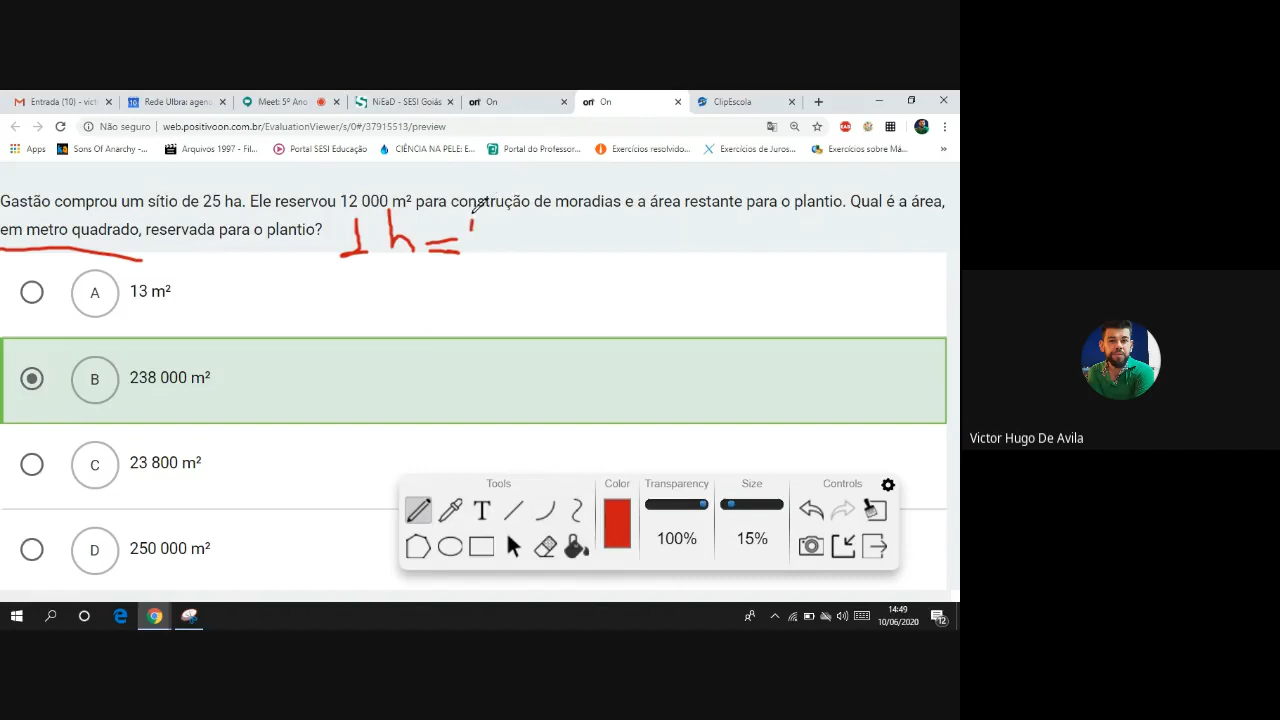 Entrada (10) - vict
Rede Ulbra: agen
Meet: 5º Ano
NiEaD - SESI Goiás
On
On
ClipEscola
Não seguro
web.positivoon.com.br/EvaluationViewer/s/0#/37915513/preview
Apps
Sons Of Anarchy -...
Arquivos 1997 - Fil...
Portal SESI Educação
CIÊNCIA NA PELE: E...
Portal do Professor...
Exercícios resolvido...
Exercícios de Juros...
Exercícios sobre Má...
Gastão comprou um sítio de 25 ha. Ele reservou 12 000 m² para construção de moradias e a área restante para o plantio. Qual é a área,
em metro quadrado, reservada para o plantio?
1 h =
A 13 m²
B 238 000 m²
C 23 800 m²
D 250 000 m²
Tools
Color
Transparency
Size
Controls
100%
15%
Victor Hugo De Avila
14:49
10/06/2020
12